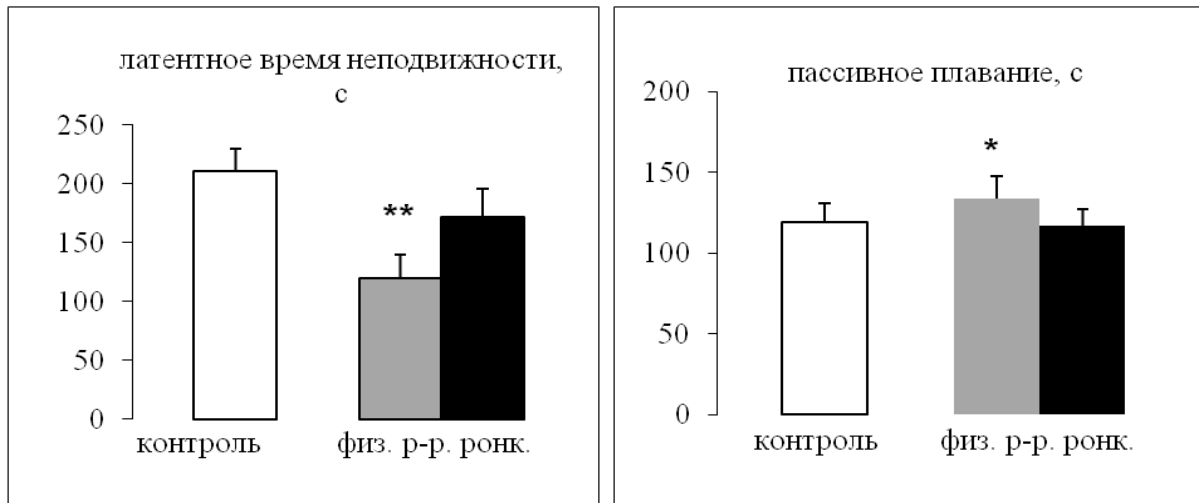 латентное время неподвижности,
с
250
200
150
100
50
0
**
контроль физ. р-р. ронк.
пассивное плавание, с
200
150
100
50
0
*
контроль физ. р-р. ронк.